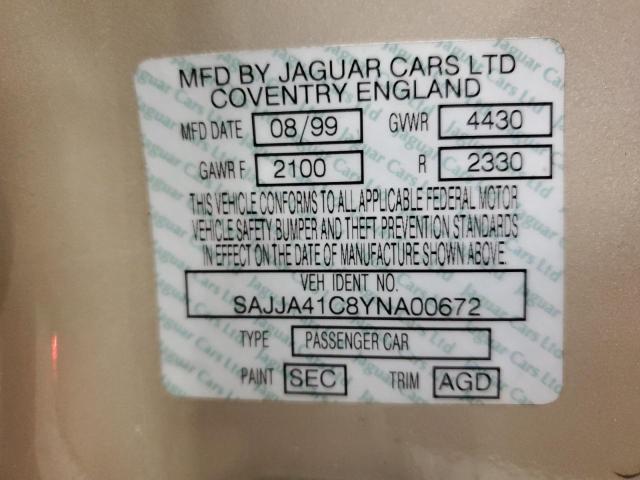 MFD BY JAGUAR CARS LTD
COVENTRY ENGLAND
MFD DATE 08/99 GVWR 4430
GAWR F 2100 R 2330
THIS VEHICLE CONFORMS TO ALL APPLICABLE FEDERAL MOTOR
VEHICLE SAFETY BUMPER AND THEFT PREVENTION STANDARDS
IN EFFECT ON THE DATE OF MANUFACTURE SHOWN ABOVE.
VEH IDENT NO.
SAJJA41C8YNA00672
TYPE PASSENGER CAR
PAINT SEC TRIM AGD